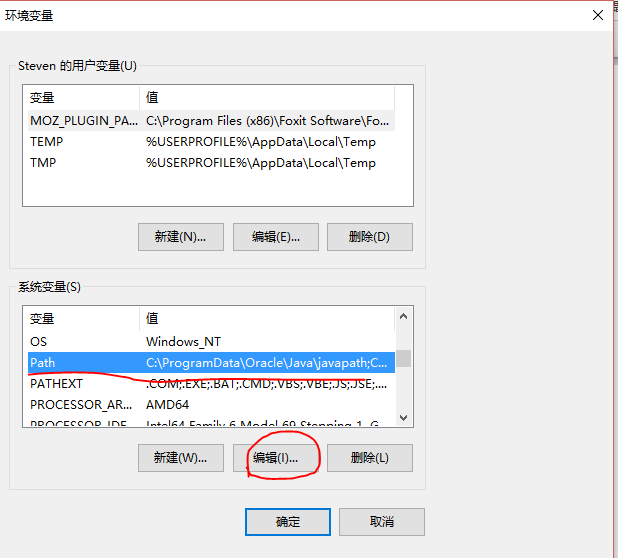 环境变量
Steven 的用户变量(U)
变量 值
MOZ_PLUGIN_PA... C:\Program Files (x86)\Foxit Software\Fo...
TEMP %USERPROFILE%\AppData\Local\Temp
TMP %USERPROFILE%\AppData\Local\Temp
新建(N)... 编辑(E)... 删除(D)
系统变量(S)
变量 值
OS Windows_NT
Path C:\ProgramData\Oracle\Java\javapath;C...
PATHEXT .COM;.EXE;.BAT;.CMD;.VBS;.VBE;.JS;.JSE;....
PROCESSOR_AR... AMD64
PROCESSOR_IDE Intel64 Family 6 Model 69 Stepping 1, G
新建(W)... 编辑(I)... 删除(L)
确定 取消